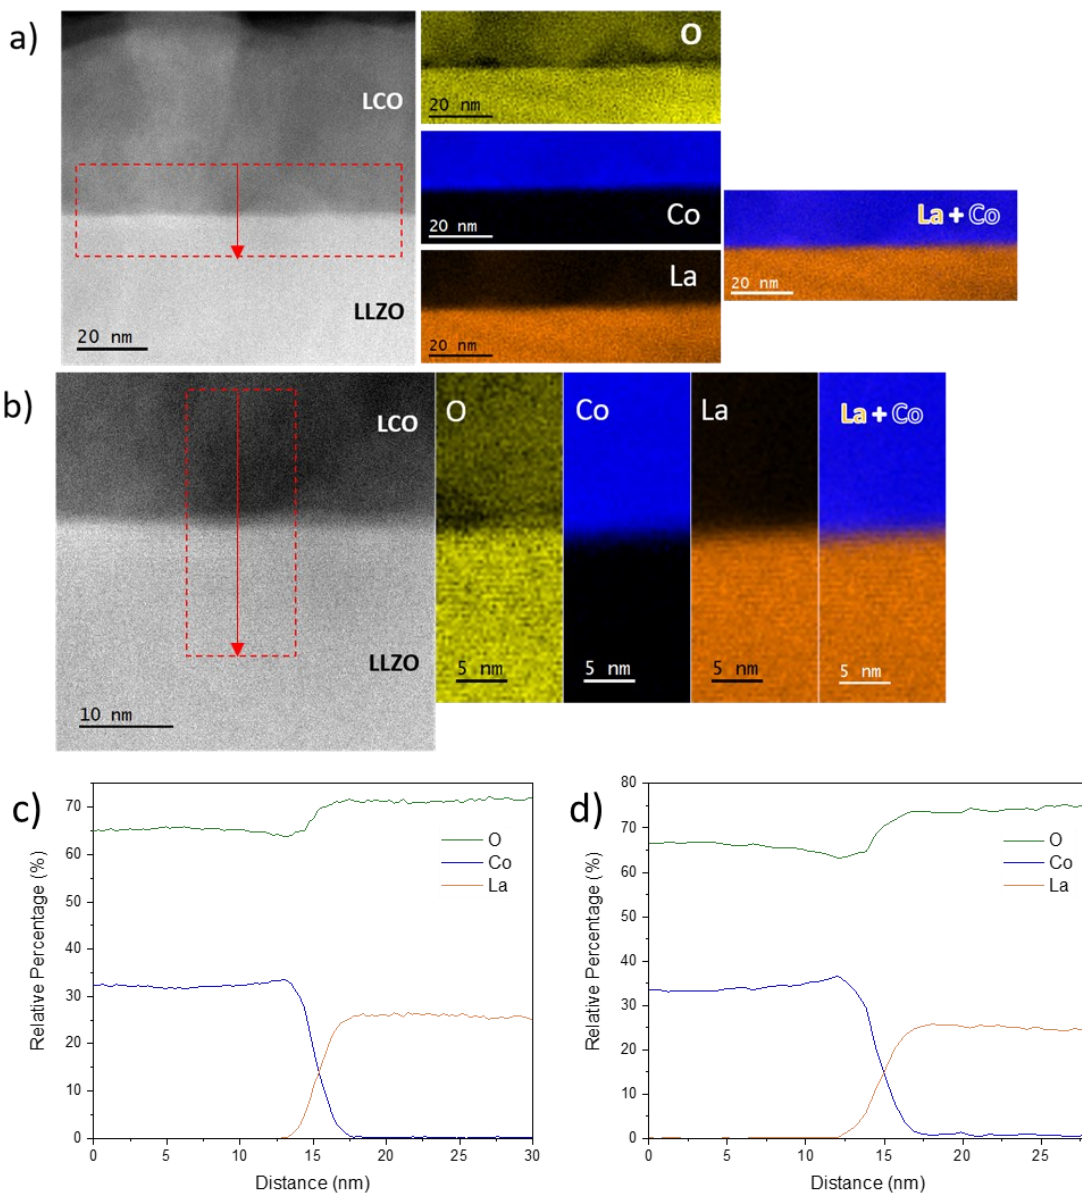 a)
LCO
LLZO
20 nm
O
20 nm
Co
20 nm
La
20 nm
La + Co
20 nm
b)
LCO
LLZO
10 nm
O
5 nm
Co
5 nm
La
5 nm
La + Co
5 nm
c)
Relative Percentage (%)
70
60
50
40
30
20
10
0
0 5 10 15 20 25 30
Distance (nm)
O
Co
La
d)
Relative Percentage (%)
80
70
60
50
40
30
20
10
0
0 5 10 15 20 25
Distance (nm)
O
Co
La